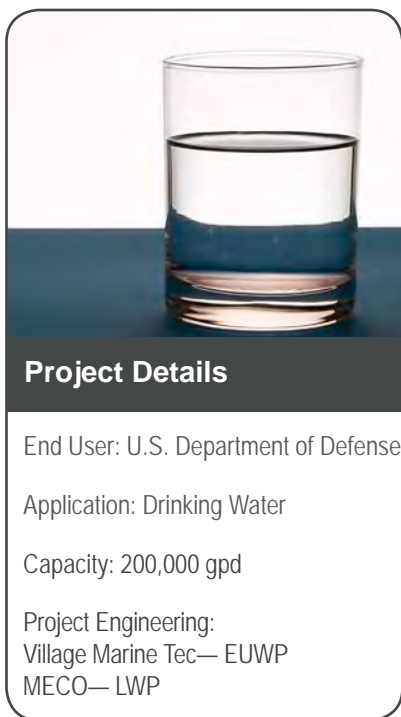 Project Details
End User: U.S. Department of Defense
Application: Drinking Water
Capacity: 200,000 gpd
Project Engineering:
Village Marine Tec— EUWP
MECO— LWP